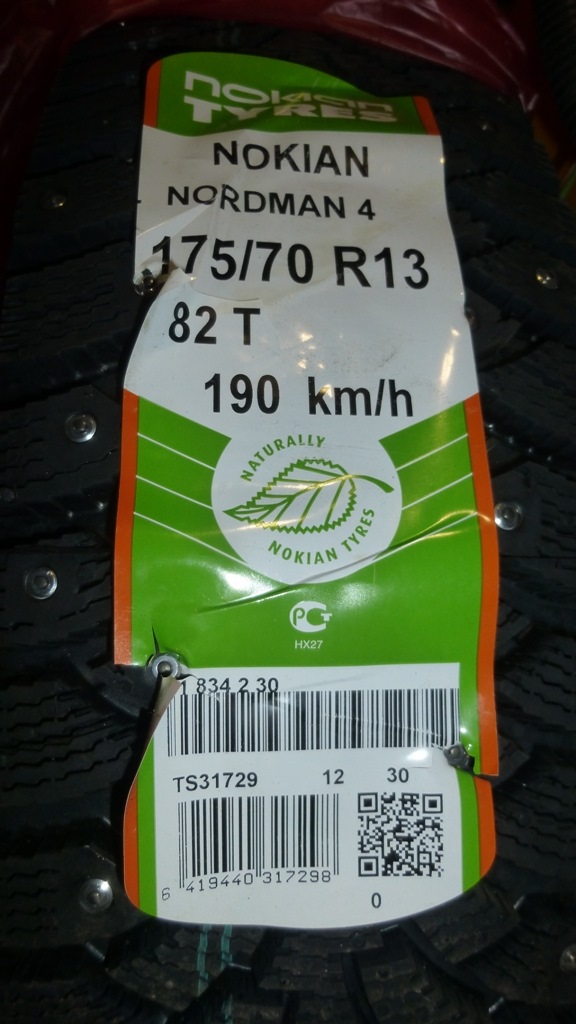 NOKIAN
TYRES
NOKIAN
NORDMAN 4
175/70 R13
82 T
190 km/h
NATURALLY
NOKIAN TYRES
РСТ
HX27
1 834 2 30
TS31729 12 30
6 419440 317298
0